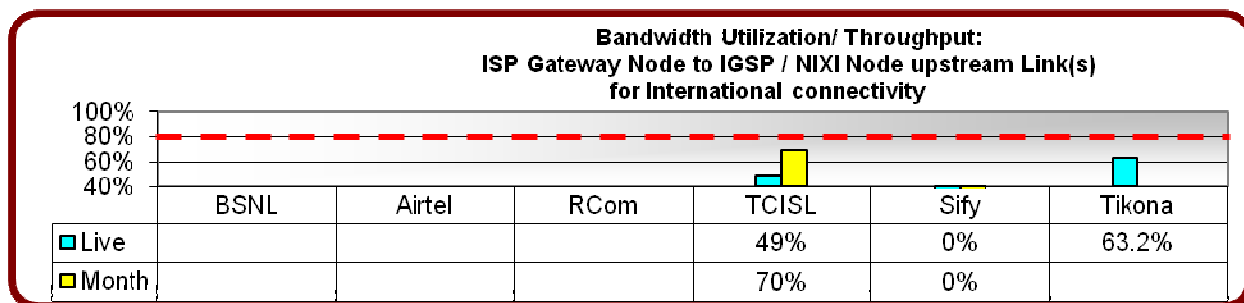 Bandwidth Utilization/ Throughput:
ISP Gateway Node to IGSP / NIXI Node upstream Link(s)
for International connectivity
100%
80%
60%
40%
BSNL Airtel RCom TCISL Sify Tikona
Live 49% 0% 63.2%
Month 70% 0%